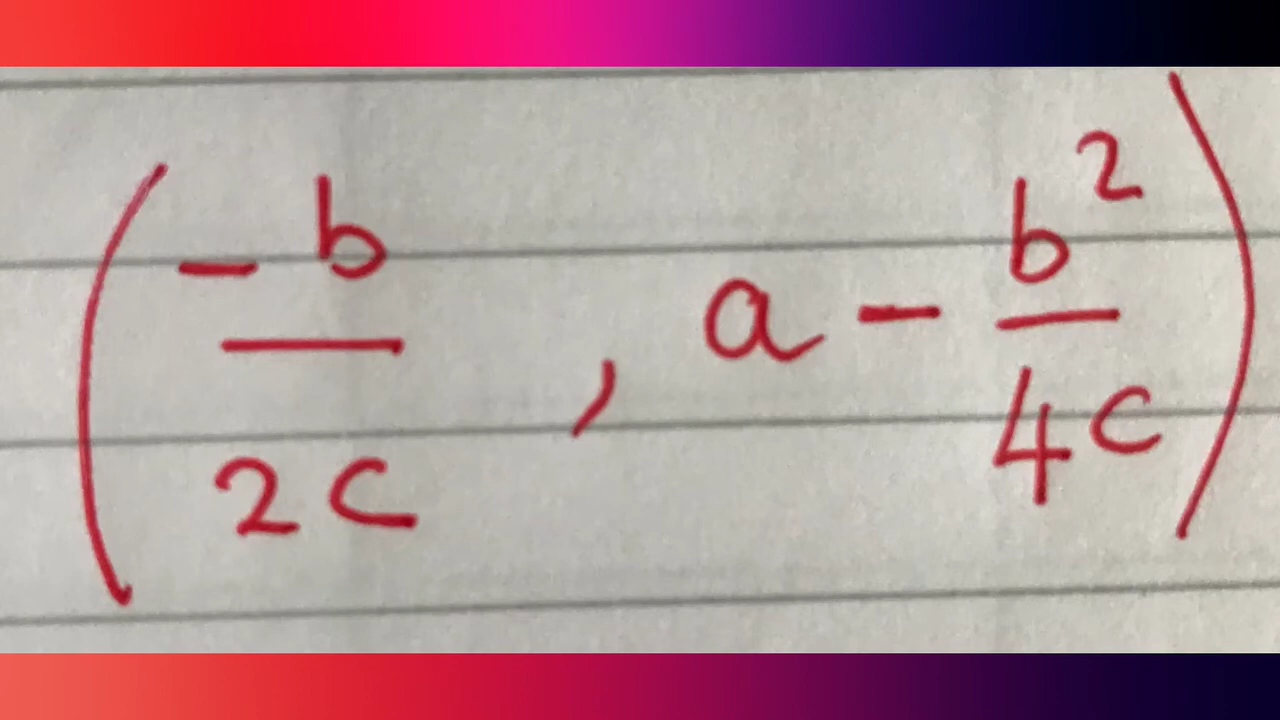 (-b/2c, a - b²/4c)